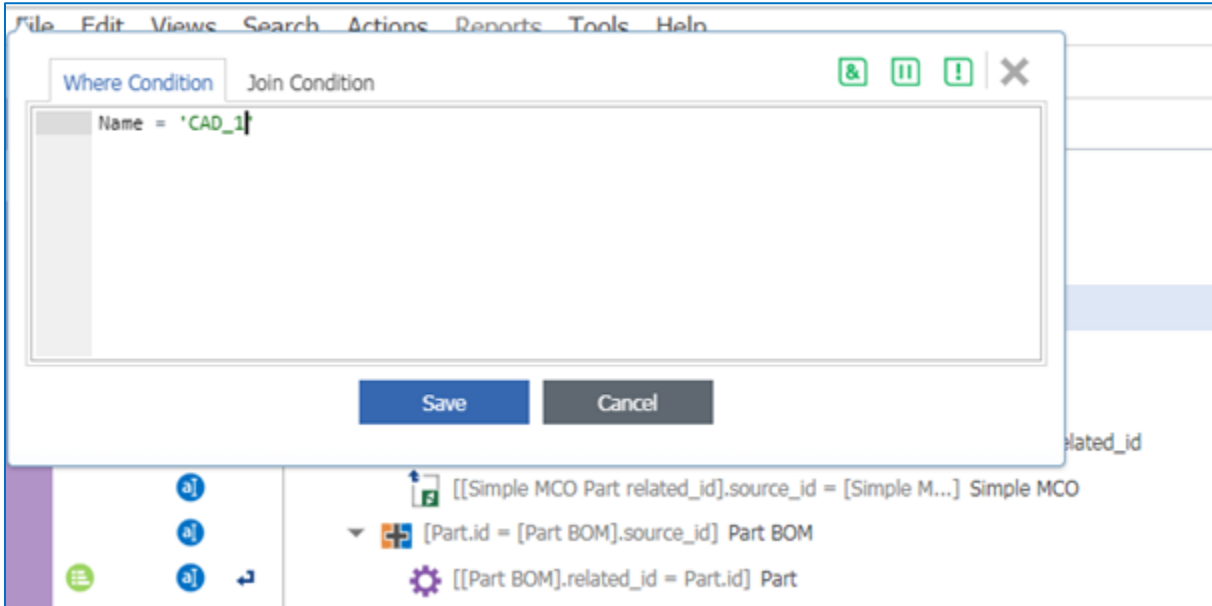 File Edit Views Search Actions Reports Tools Help
Where Condition Join Condition
Name = 'CAD_1'
Save Cancel
elated_id
[[Simple MCO Part related_id].source_id = [Simple M...] Simple MCO
[Part.id = [Part BOM].source_id] Part BOM
[[Part BOM].related_id = Part.id] Part